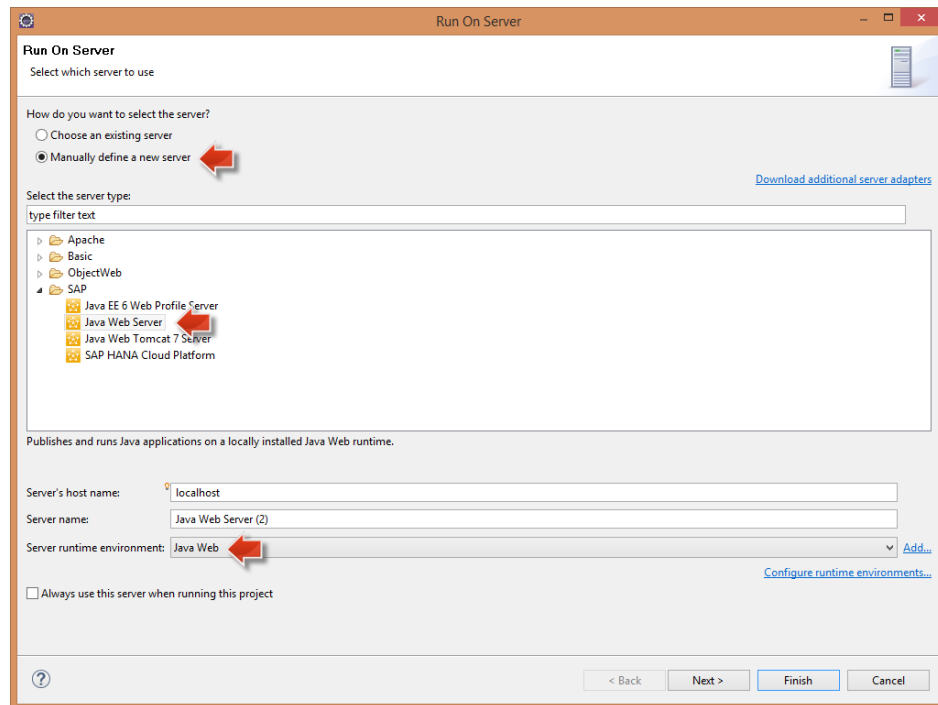 Run On Server
Run On Server
Select which server to use
How do you want to select the server?
Choose an existing server
Manually define a new server
Download additional server adapters
Select the server type:
type filter text
Apache
Basic
ObjectWeb
SAP
Java EE 6 Web Profile Server
Java Web Server
Java Web Tomcat 7 Server
SAP HANA Cloud Platform
Publishes and runs Java applications on a locally installed Java Web runtime.
Server's host name: localhost
Server name: Java Web Server (2)
Server runtime environment: Java Web Add...
Configure runtime environments...
Always use this server when running this project
? < Back Next > Finish Cancel